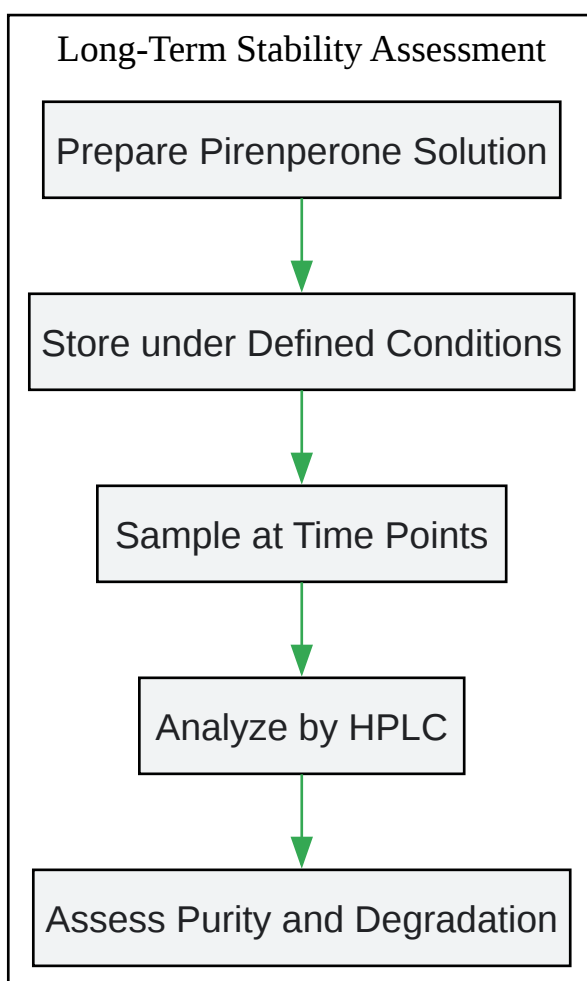 Long-Term Stability Assessment
Prepare Pirenperone Solution
Store under Defined Conditions
Sample at Time Points
Analyze by HPLC
Assess Purity and Degradation